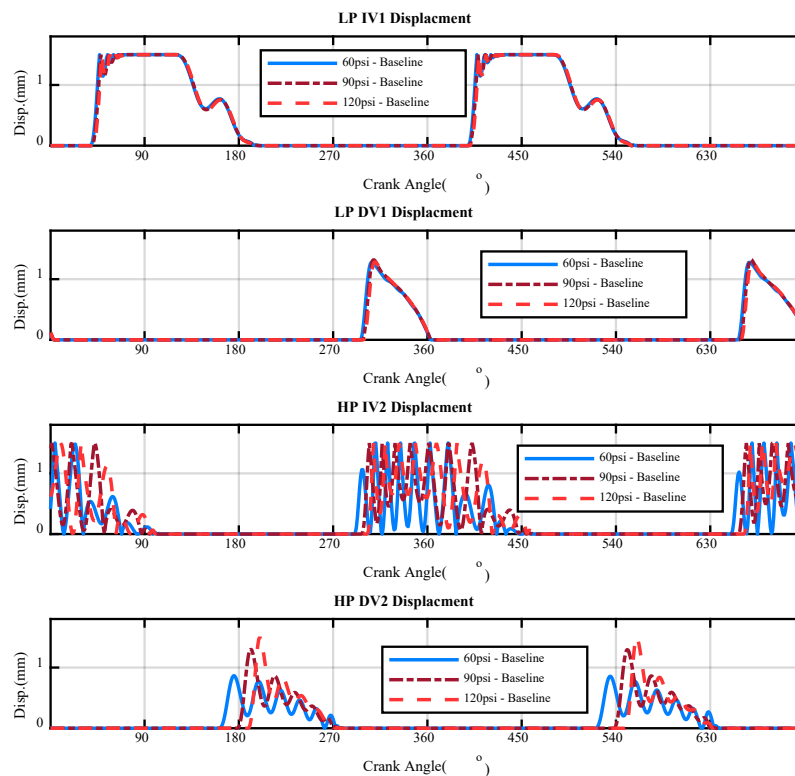 LP IV1 Displacment
1
0
Disp.(mm)
60psi - Baseline
90psi - Baseline
120psi - Baseline
90 180 270 360 450 540 630
Crank Angle( o)
LP DV1 Displacment
1
0
Disp.(mm)
60psi - Baseline
90psi - Baseline
120psi - Baseline
90 180 270 360 450 540 630
Crank Angle( o)
HP IV2 Displacment
1
0
Disp.(mm)
60psi - Baseline
90psi - Baseline
120psi - Baseline
90 180 270 360 450 540 630
Crank Angle( o)
HP DV2 Displacment
1
0
Disp.(mm)
60psi - Baseline
90psi - Baseline
120psi - Baseline
90 180 270 360 450 540 630
Crank Angle( o)